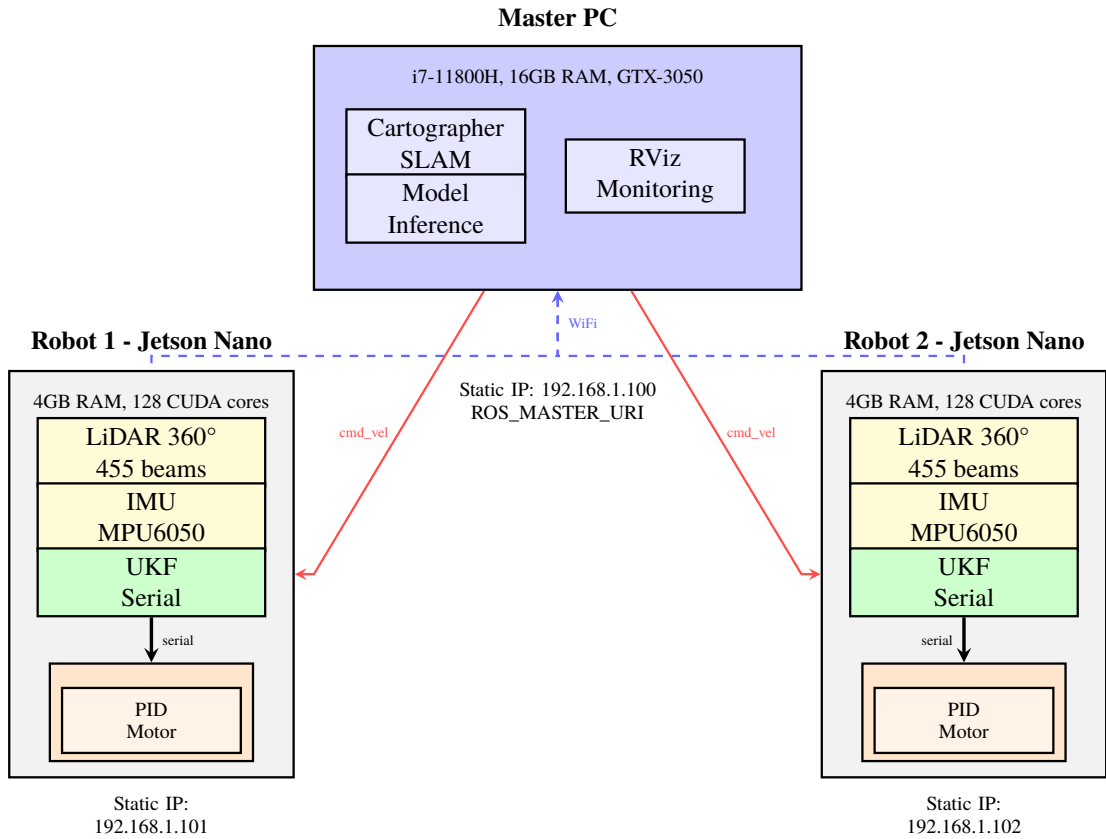 Master PC
i7-11800H, 16GB RAM, GTX-3050
Cartographer
SLAM
Model
Inference
RViz
Monitoring
WiFi
Robot 1 - Jetson Nano
Robot 2 - Jetson Nano
Static IP: 192.168.1.100
ROS_MASTER_URI
cmd_vel
cmd_vel
4GB RAM, 128 CUDA cores
LiDAR 360°
455 beams
IMU
MPU6050
UKF
Serial
serial
PID
Motor
Static IP:
192.168.1.101
4GB RAM, 128 CUDA cores
LiDAR 360°
455 beams
IMU
MPU6050
UKF
Serial
serial
PID
Motor
Static IP:
192.168.1.102